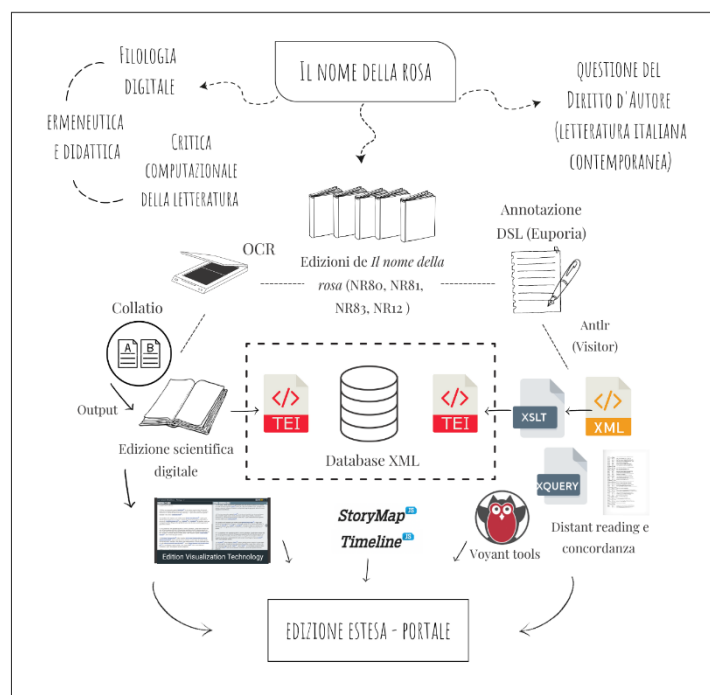 FILOLOGIA
DIGITALE
IL NOME DELLA ROSA
QUESTIONE DEL
DIRITTO D'AUTORE
(LETTERATURA ITALIANA
CONTEMPORANEA)
ERMENEUTICA
E DIDATTICA
CRITICA
COMPUTAZIONALE
DELLA LETTERATURA
Annotazione
DSL (Euporia)
OCR
Edizioni de Il nome della
rosa (NR80, NR81,
NR83, NR12 )
Collatio
A B
Antlr
(Visitor)
Output
</>
TEI
</>
TEI
XSLT
</>
XML
Edizione scientifica
digitale
Database XML
XQUERY
StoryMap JS
Timeline JS
Edition Visualization Technology
Voyant tools
Distant reading e
concordanza
EDIZIONE ESTESA - PORTALE